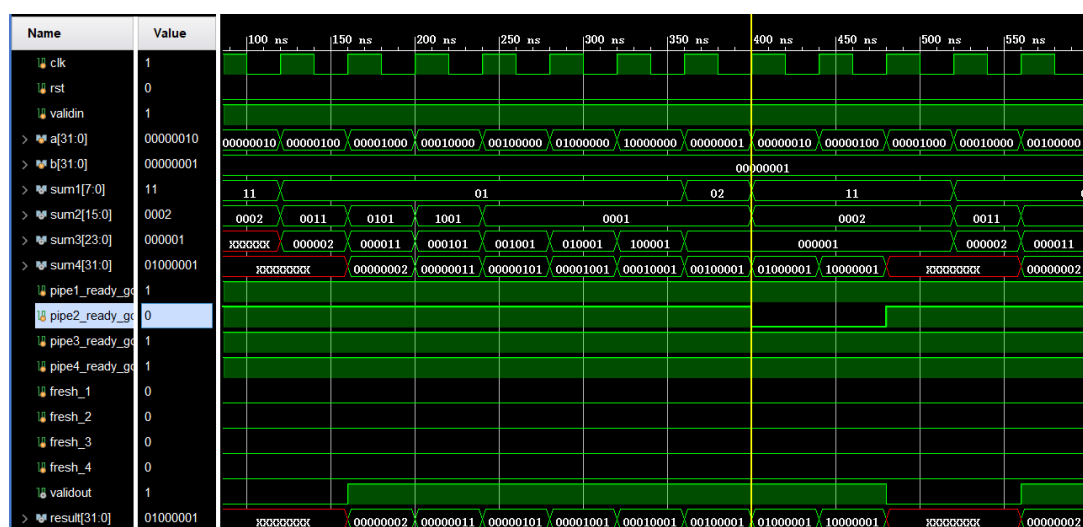 Name Value 100 ns 150 ns 200 ns 250 ns 300 ns 350 ns 400 ns 450 ns 500 ns 550 ns
clk 1
rst 0
validin 1
a[31:0] 00000010 00000010 00000100 00001000 00010000 00100000 01000000 10000000 00000001 00000010 00000100 00001000 00010000 00100000
b[31:0] 00000001 00000001
sum1[7:0] 11 11 01 02 11
sum2[15:0] 0002 0002 0011 0101 1001 0001 0002 0011
sum3[23:0] 000001 XXXXXX 000002 000011 000101 001001 010001 100001 000001 000002 000011
sum4[31:0] 01000001 XXXXXXXX 00000002 00000011 00000101 00001001 00010001 00100001 01000001 10000001 XXXXXXXX 00000002
pipe1_ready_go 1
pipe2_ready_go 0
pipe3_ready_go 1
pipe4_ready_go 1
fresh_1 0
fresh_2 0
fresh_3 0
fresh_4 0
validout 1
result[31:0] 01000001 XXXXXXXX 00000002 00000011 00000101 00001001 00010001 00100001 01000001 10000001 XXXXXXXX 00000002